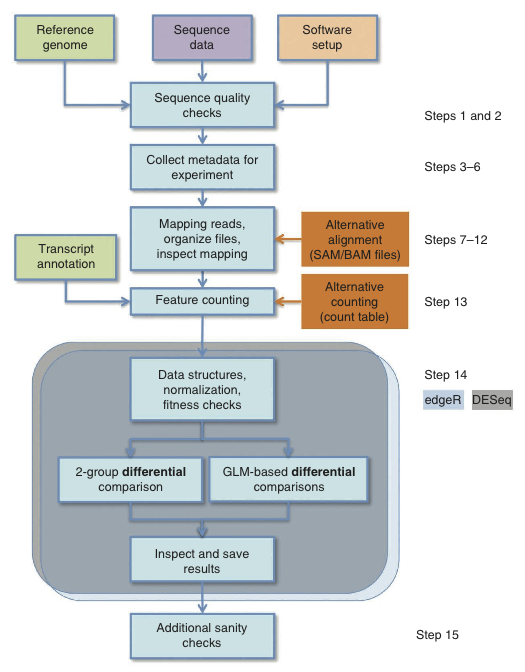 Reference
genome
Sequence
data
Software
setup
Sequence quality
checks
Steps 1 and 2
Collect metadata for
experiment
Steps 3–6
Mapping reads,
organize files,
inspect mapping
Alternative
alignment
(SAM/BAM files)
Steps 7–12
Transcript
annotation
Feature counting
Alternative
counting
(count table)
Step 13
Data structures,
normalization,
fitness checks
Step 14
edgeR
DESeq
2-group differential
comparison
GLM-based differential
comparisons
Inspect and save
results
Additional sanity
checks
Step 15